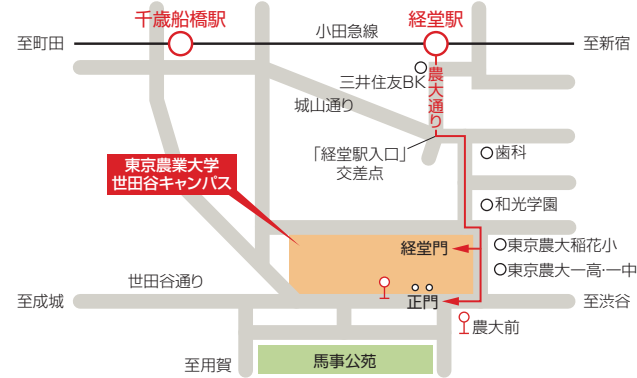 千歳船橋駅
経堂駅
小田急線
至町田
至新宿
三井住友BK
農大通り
城山通り
「経堂駅入口」
交差点
歯科
東京農業大学
世田谷キャンパス
和光学園
経堂門
東京農大稲花小
東京農大一高・一中
世田谷通り
至成城
正門
至渋谷
農大前
至用賀
馬事公苑